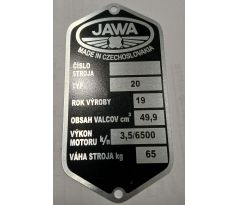 JAWA
MADE IN CZECHOSLOVAKIA
ČÍSLO
STROJA
TYP 20
ROK VÝROBY 19
OBSAH VALCOV cm³ 49,9
VÝKON
MOTORU k/n 3,5/6500
VÁHA STROJA kg 65